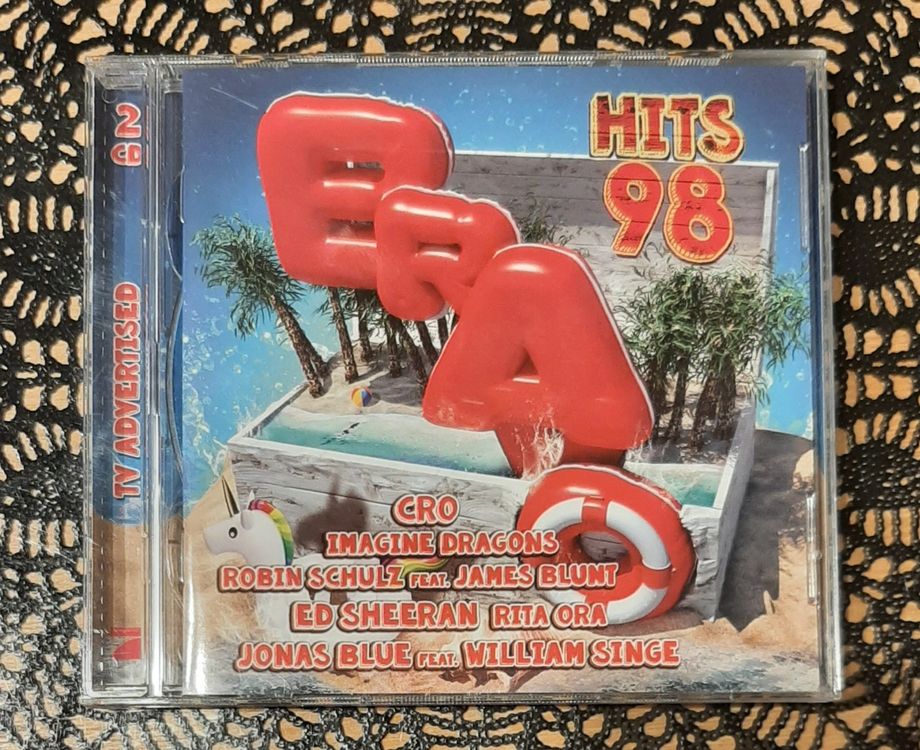 2
CD
TV ADVERTISED
HITS
98
BRAVO
CRO
IMAGINE DRAGONS
ROBIN SCHULZ FEAT. JAMES BLUNT
ED SHEERAN RITA ORA
JONAS BLUE FEAT. WILLIAM SINGE